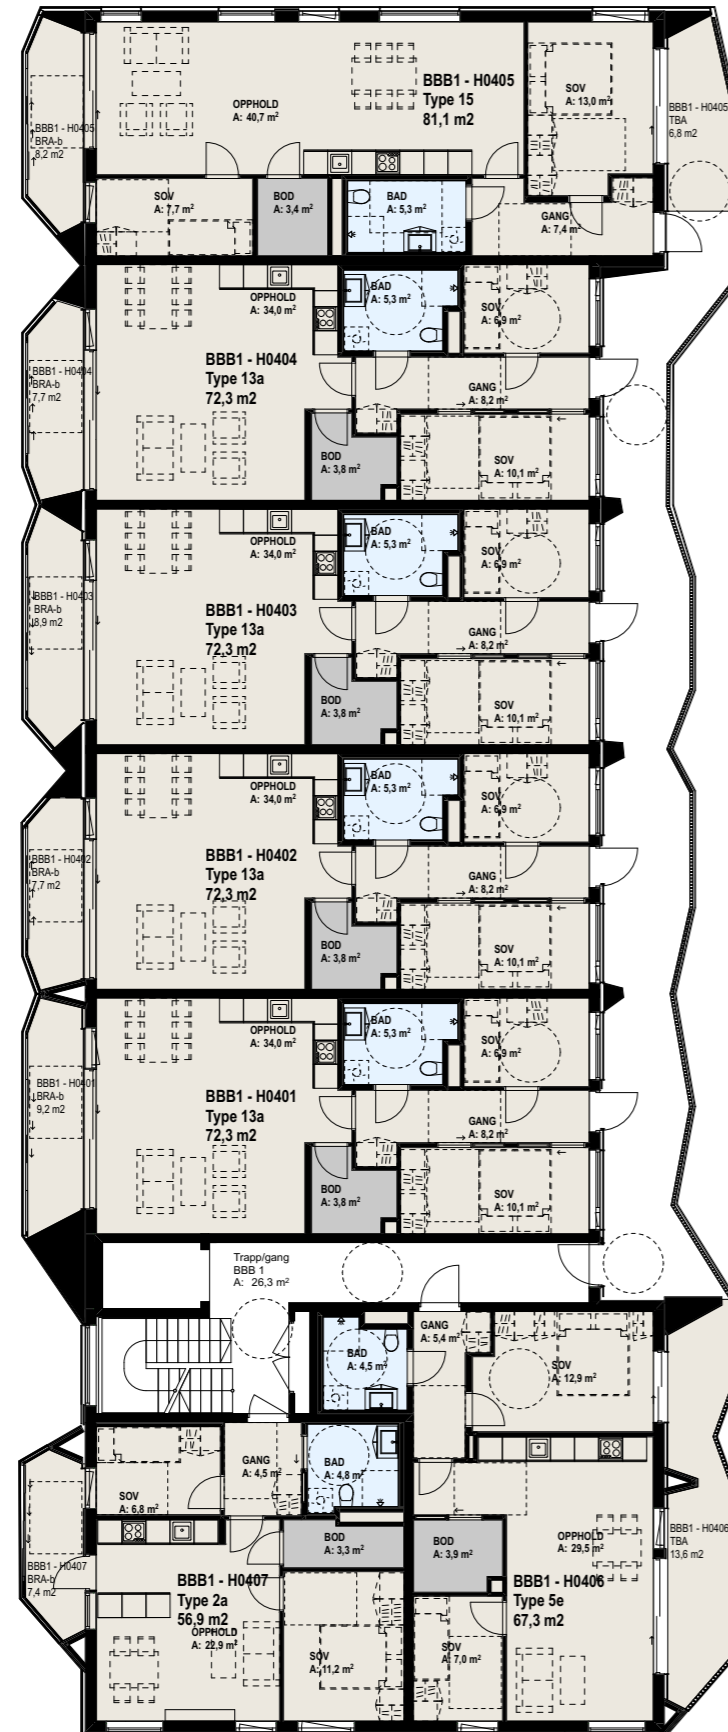 BBB1 - H0405
Type 15
81,1 m2
OPPHOLD
A: 40,7 m²
SOV
A: 13,0 m²
BBB1 - H0405
BRA-b
8,2 m2
BBB1 - H0405
TBA
6,8 m2
SOV
A: 7,7 m²
BOD
A: 3,4 m²
BAD
A: 5,3 m²
GANG
A: 7,4 m²
OPPHOLD
A: 34,0 m²
BAD
A: 5,3 m²
SOV
A: 6,9 m²
BBB1 - H0404
Type 13a
72,3 m2
BBB1 - H0404
BRA-b
7,7 m2
GANG
A: 8,2 m²
BOD
A: 3,8 m²
SOV
A: 10,1 m²
OPPHOLD
A: 34,0 m²
BAD
A: 5,3 m²
SOV
A: 6,9 m²
BBB1 - H0403
Type 13a
72,3 m2
BBB1 - H0403
BRA-b
8,9 m2
GANG
A: 8,2 m²
BOD
A: 3,8 m²
SOV
A: 10,1 m²
OPPHOLD
A: 34,0 m²
BAD
A: 5,3 m²
SOV
A: 6,9 m²
BBB1 - H0402
Type 13a
72,3 m2
BBB1 - H0402
BRA-b
7,7 m2
GANG
A: 8,2 m²
BOD
A: 3,8 m²
SOV
A: 10,1 m²
OPPHOLD
A: 34,0 m²
BAD
A: 5,3 m²
SOV
A: 6,9 m²
BBB1 - H0401
Type 13a
72,3 m2
BBB1 - H0401
BRA-b
9,2 m2
GANG
A: 8,2 m²
BOD
A: 3,8 m²
SOV
A: 10,1 m²
Trapp/gang
BBB 1
A: 26,3 m²
GANG
A: 5,4 m²
BAD
A: 4,5 m²
SOV
A: 12,9 m²
GANG
A: 4,5 m²
BAD
A: 4,8 m²
SOV
A: 6,8 m²
BOD
A: 3,3 m²
BOD
A: 3,9 m²
OPPHOLD
A: 29,5 m²
BBB1 - H0406
TBA
13,6 m2
BBB1 - H0407
BRA-b
7,4 m2
BBB1 - H0407
Type 2a
56,9 m2
OPPHOLD
A: 22,9 m²
BBB1 - H0406
Type 5e
67,3 m2
SOV
A: 11,2 m²
SOV
A: 7,0 m²